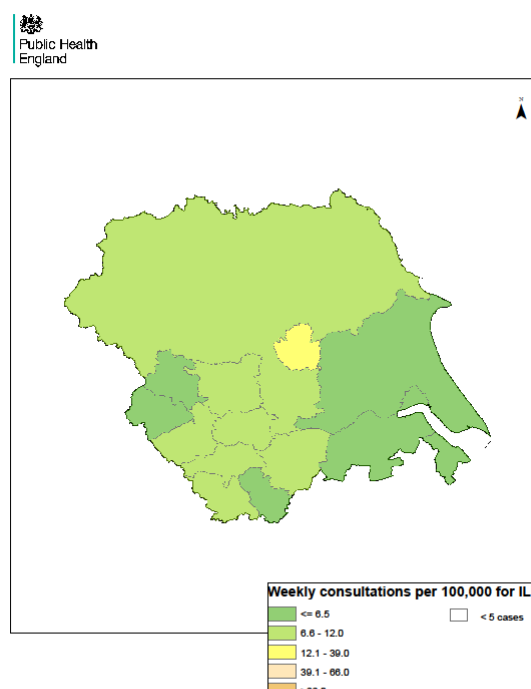 Public Health
England
N
Weekly consultations per 100,000 for IL
<= 6.5
< 5 cases
6.6 - 12.0
12.1 - 39.0
39.1 - 66.0